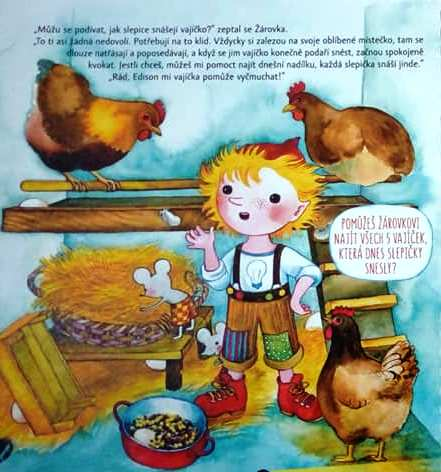 „Můžu se podívat, jak slepice snášejí vajíčko?" zeptal se Žárovka.
„To ti asi žádná nedovolí. Potřebují na to klid. Vždycky si zalezou na svoje oblíbené místečko, tam se
dlouze natřásají a poposedávají, a když se jim vajíčko konečně podaří snést, začnou spokojeně
kvokat. Jestli chceš, můžeš mi pomoct najít dnešní nadílku, každá slepička snáší jinde."
„Rád, Edison mi vajíčka pomůže vyčmuchat!"
POMŮŽEŠ ŽÁROVKOVI
NAJÍT VŠECH 5 VAJÍČEK,
KTERÁ DNES SLEPIČKY
SNESLY?